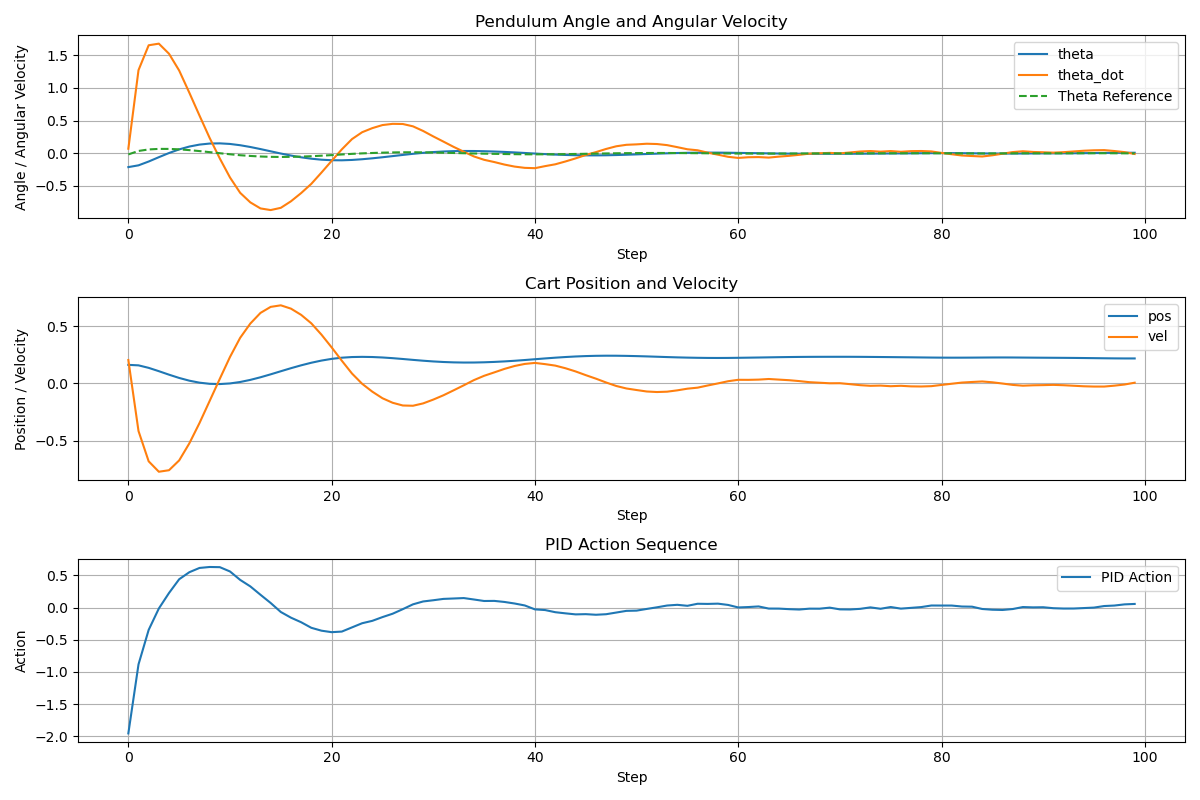 Pendulum Angle and Angular Velocity
Angle / Angular Velocity
1.5
1.0
0.5
0.0
−0.5
theta
theta_dot
Theta Reference
0 20 40 60 80 100
Step
Cart Position and Velocity
Position / Velocity
0.5
0.0
−0.5
pos
vel
0 20 40 60 80 100
Step
PID Action Sequence
Action
0.5
0.0
−0.5
−1.0
−1.5
−2.0
PID Action
0 20 40 60 80 100
Step